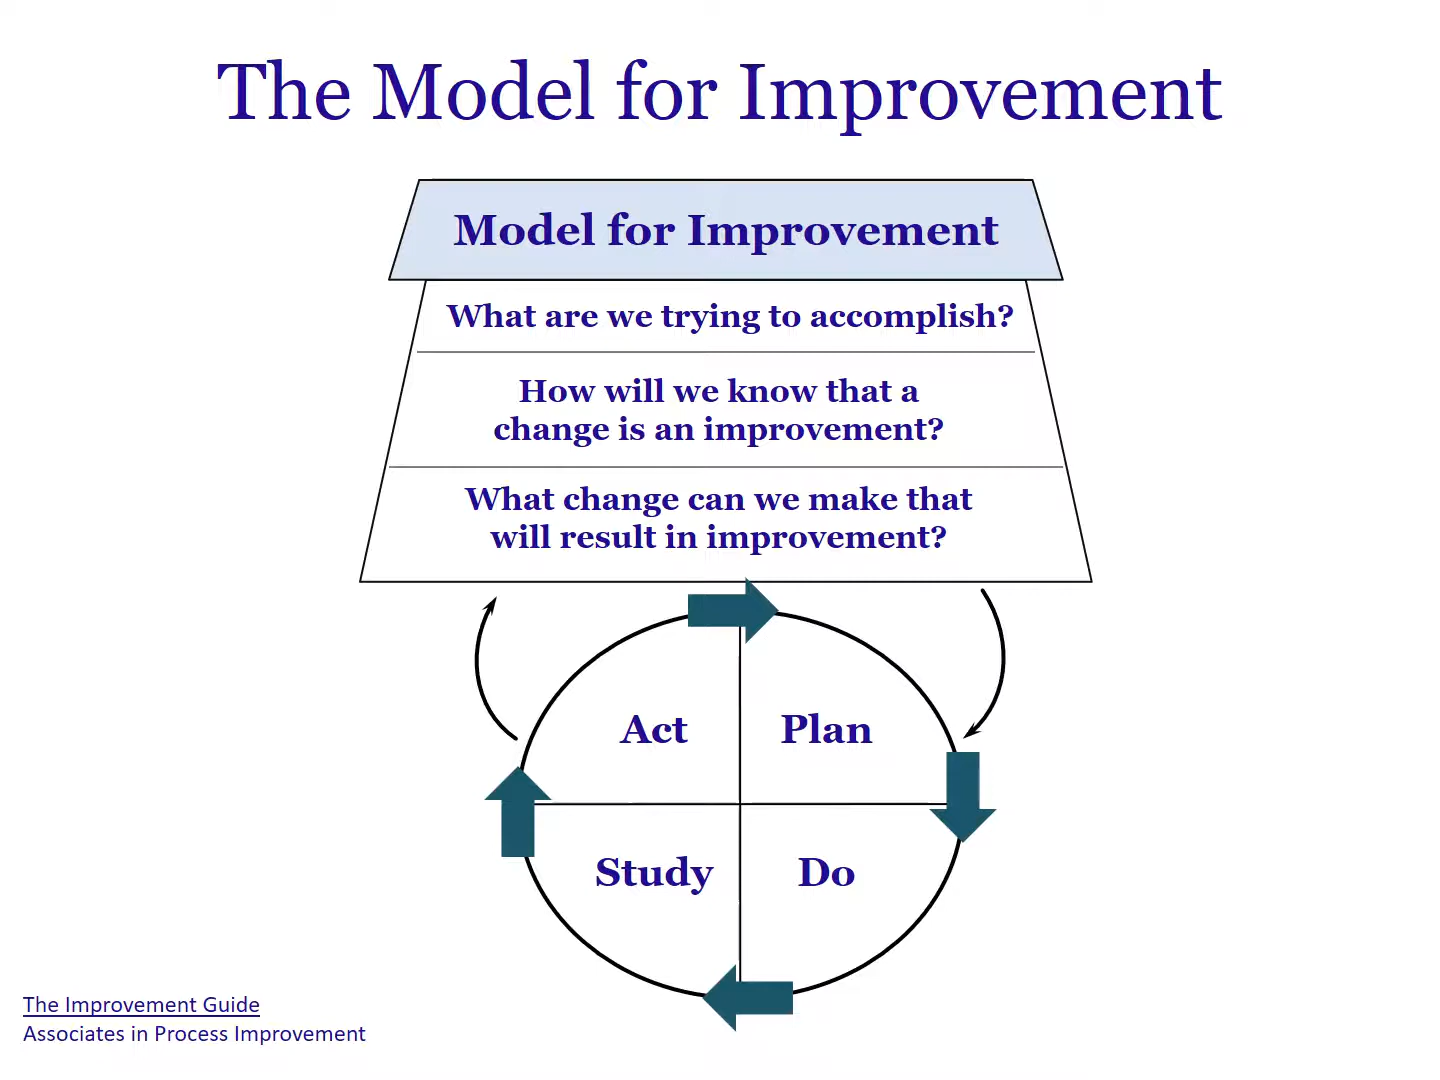 The Model for Improvement
Model for Improvement
What are we trying to accomplish?
How will we know that a
change is an improvement?
What change can we make that
will result in improvement?
Act
Plan
Study
Do
The Improvement Guide
Associates in Process Improvement